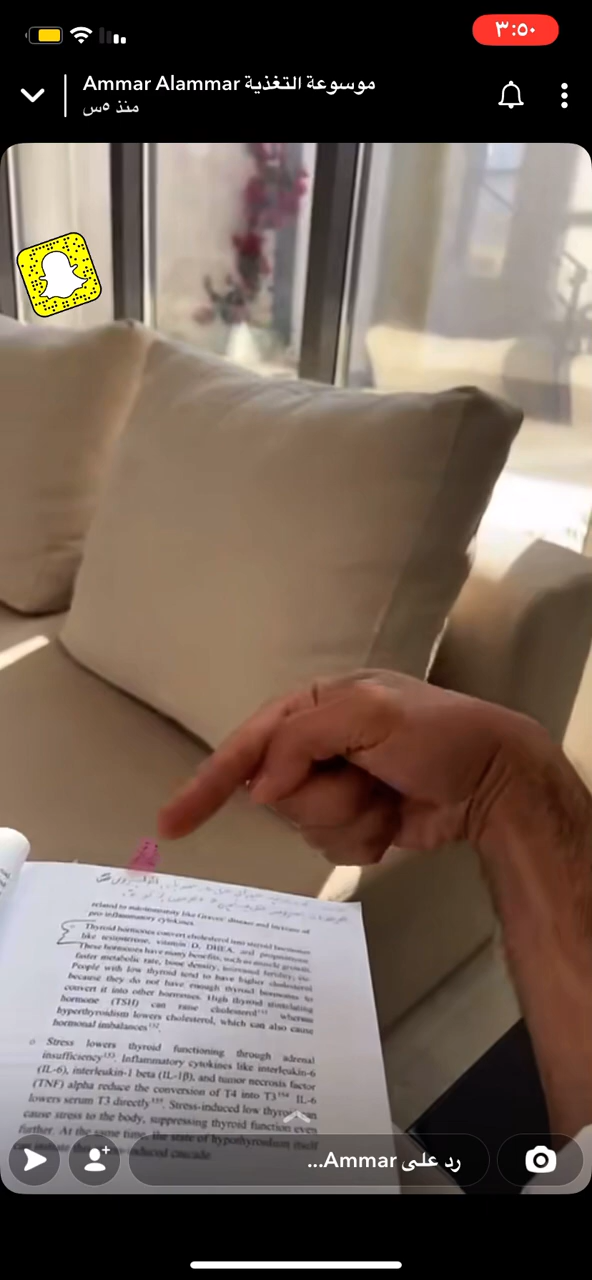 ٣:٥٠
موسوعة التغذية Ammar Alammar
منذ ٥س
related to autoimmunity like Graves' disease and increase of
pro-inflammatory cytokines.
Thyroid hormones convert cholesterol into steroid hormones
like testosterone, vitamin D, DHEA, and progesterone.
These hormones have many benefits, such as muscle growth,
faster metabolic rate, bone density, increased fertility, etc.
People with low thyroid tend to have higher cholesterol
because they do not have enough thyroid hormones to
convert it into other hormones. High thyroid stimulating
hormone (TSH) can raise cholesterol whereas
hyperthyroidism lowers cholesterol, which can also cause
hormonal imbalances
o Stress lowers thyroid functioning through adrenal
insufficiency. Inflammatory cytokines like interleukin-6
(IL-6), interleukin-1 beta (IL-1β), and tumor necrosis factor
(TNF) alpha reduce the conversion of T4 into T3 IL-6
lowers serum T3 directly. Stress-induced low thyroid can
cause stress to the body, suppressing thyroid function even
further. At the same time, the state of hypothyroidism itself
induced cascade
رد على Ammar...